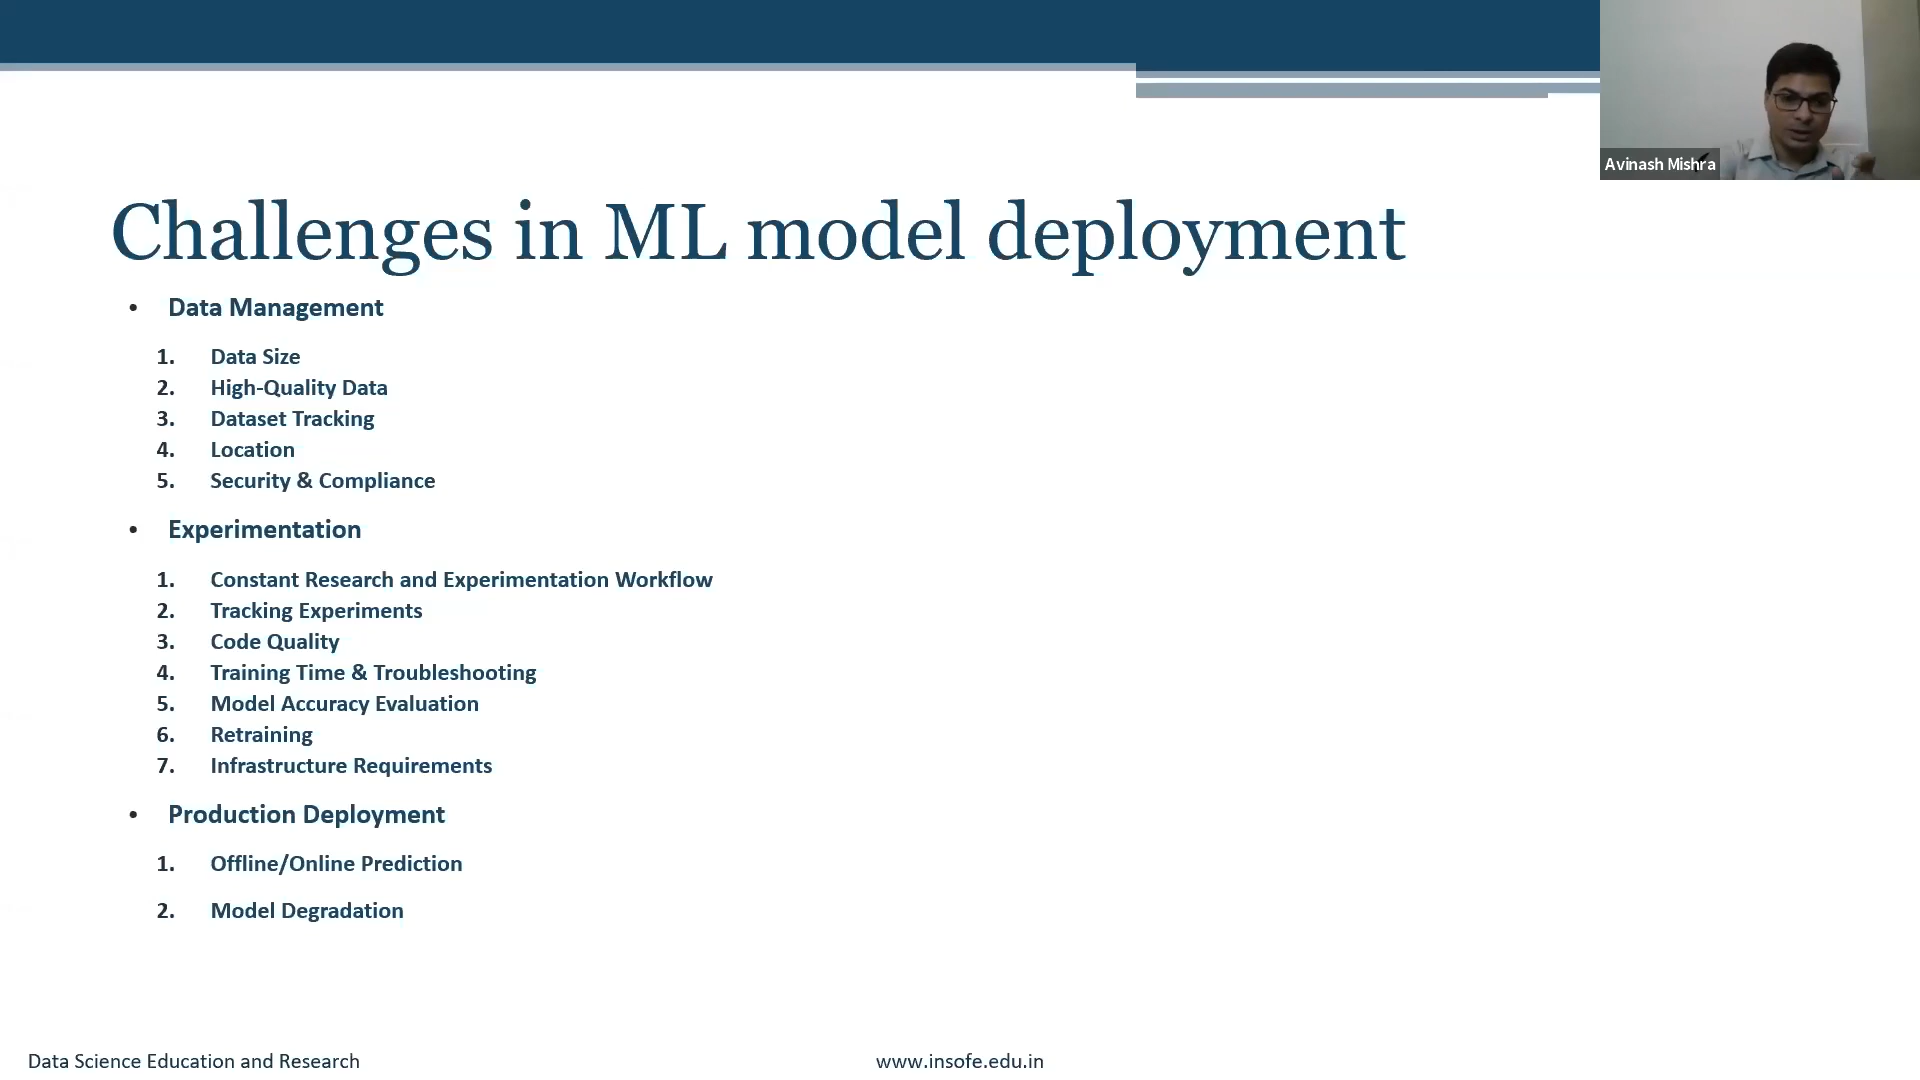 Avinash Mishra
Challenges in ML model deployment
• Data Management
1. Data Size
2. High-Quality Data
3. Dataset Tracking
4. Location
5. Security & Compliance
• Experimentation
1. Constant Research and Experimentation Workflow
2. Tracking Experiments
3. Code Quality
4. Training Time & Troubleshooting
5. Model Accuracy Evaluation
6. Retraining
7. Infrastructure Requirements
• Production Deployment
1. Offline/Online Prediction
2. Model Degradation
Data Science Education and Research
www.insofe.edu.in